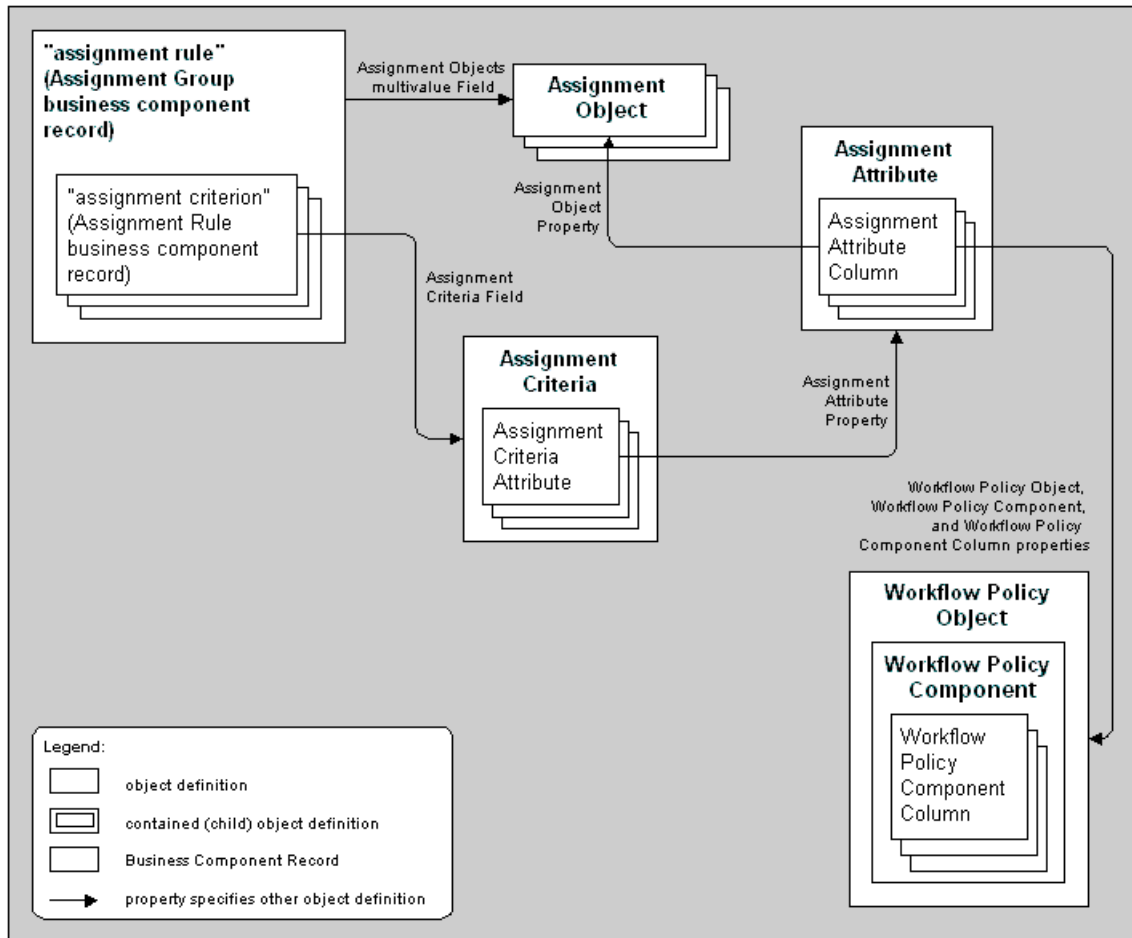 "assignment rule"
(Assignment Group
business component
record)
"assignment criterion"
(Assignment Rule
business component
record)
Assignment Objects
multivalue Field
Assignment
Object
Assignment
Object
Property
Assignment
Attribute
Assignment
Attribute
Column
Assignment
Criteria Field
Assignment
Criteria
Assignment
Criteria
Attribute
Assignment
Attribute
Property
Workflow Policy Object,
Workflow Policy Component,
and Workflow Policy
Component Column properties
Workflow Policy
Object
Workflow Policy
Component
Workflow
Policy
Component
Column
Legend:
object definition
contained (child) object definition
Business Component Record
property specifies other object definition